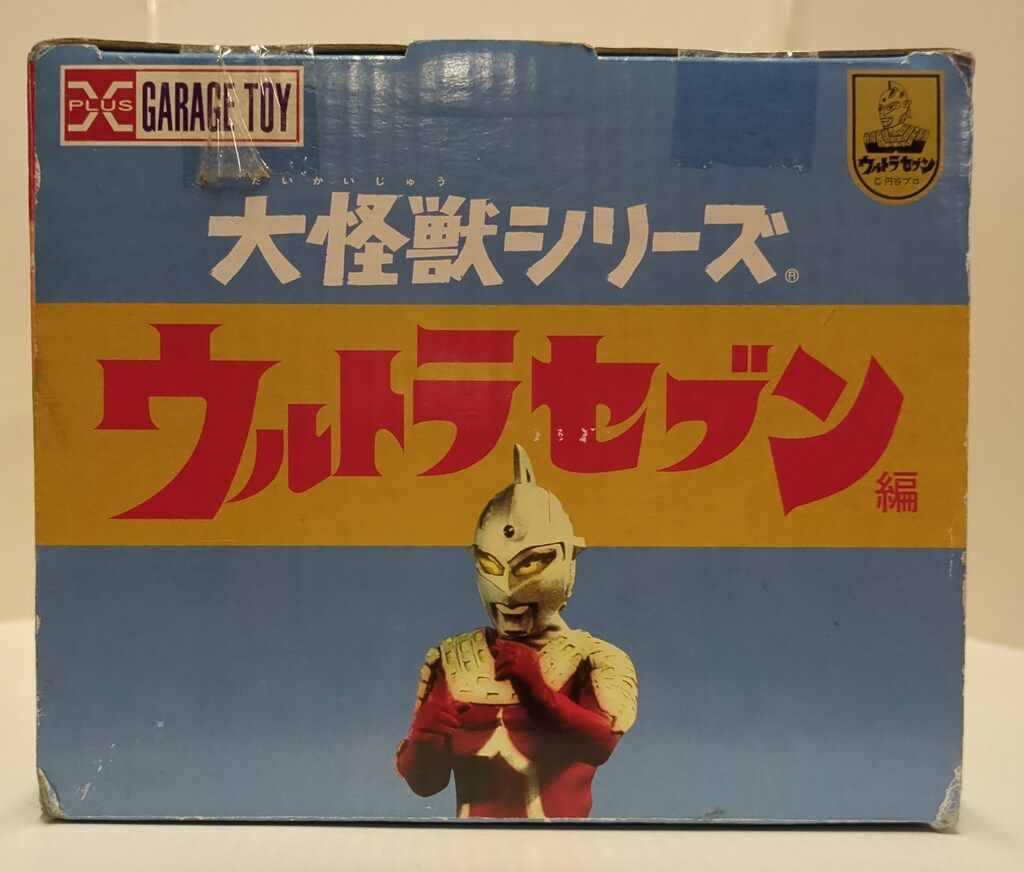 X PLUS GARAGE TOY
ウルトラセブン
© 円谷プロ
だいかいじゅう
大怪獣シリーズ®
ウルトラセブン編